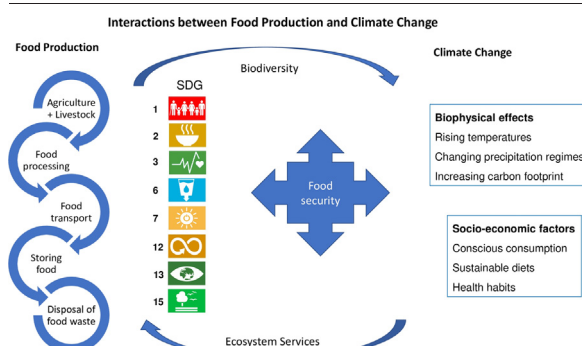 Interactions between Food Production and Climate Change
Food Production
Biodiversity
Climate Change
SDG
Agriculture
+ Livestock
Food
processing
Food
transport
Storing
food
Disposal of
food waste
1
2
3
6
7
12
13
15
Food
security
Biophysical effects
Rising temperatures
Changing precipitation regimes
Increasing carbon footprint
Socio-economic factors
Conscious consumption
Sustainable diets
Health habits
Ecosystem Services